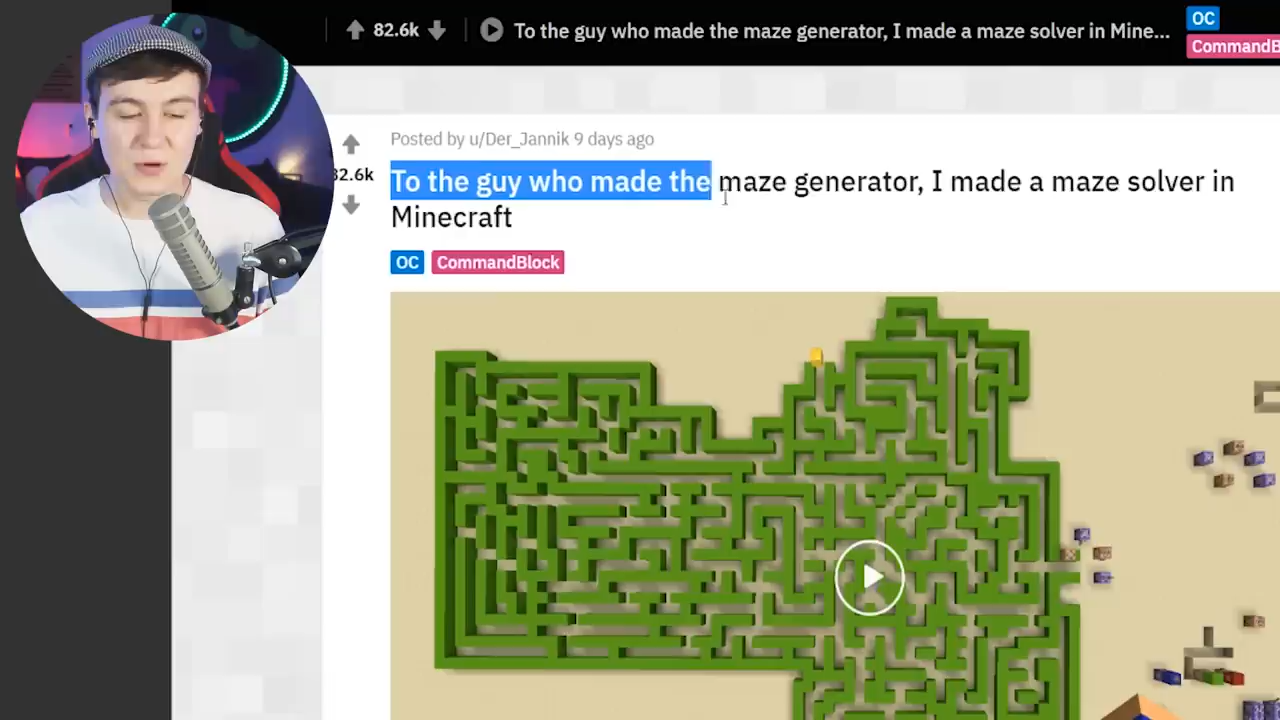 82.6k
To the guy who made the maze generator, I made a maze solver in Mine...
OC
CommandB
Posted by u/Der_Jannik 9 days ago
32.6k
To the guy who made the maze generator, I made a maze solver in
Minecraft
OC CommandBlock